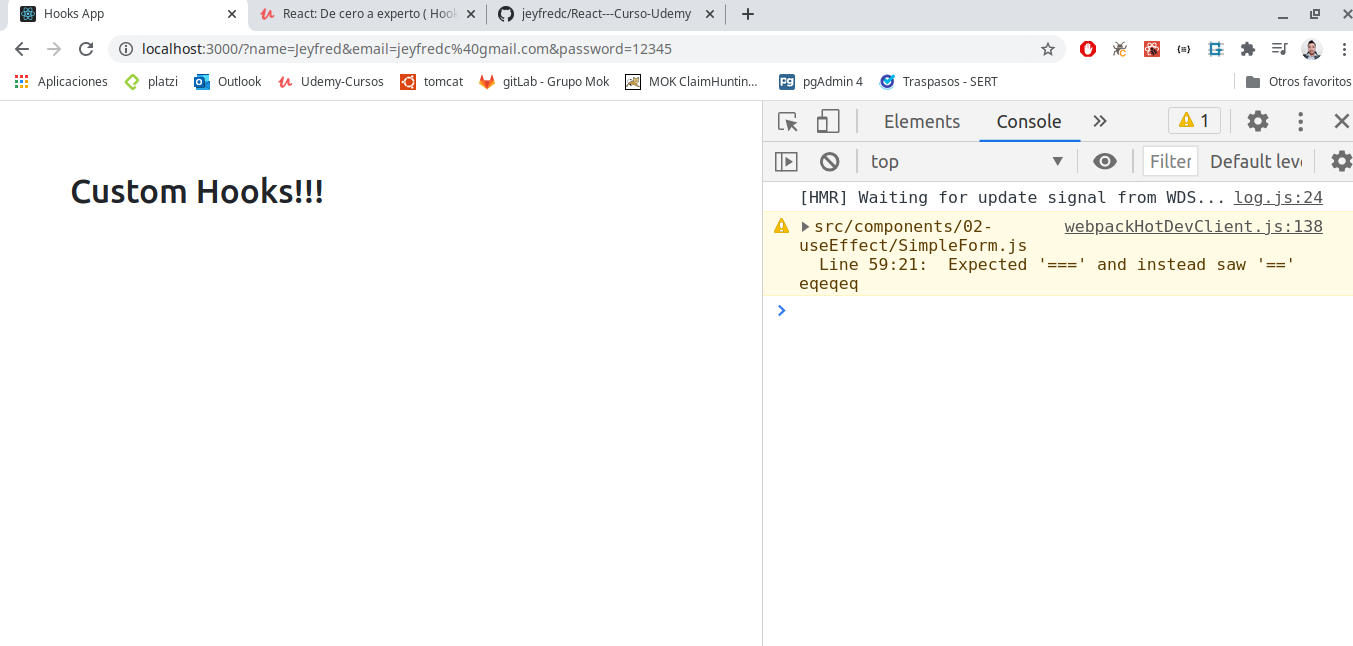 Hooks App
React: De cero a experto ( Hook
jeyfredc/React---Curso-Udemy
localhost:3000/?name=Jeyfred&email=jeyfredc%40gmail.com&password=12345
Aplicaciones platzi Outlook Udemy-Cursos tomcat gitLab - Grupo Mok MOK ClaimHuntin... pgAdmin 4 Traspasos - SERT Otros favoritos
Elements Console 1
top Filter Default leve
Custom Hooks!!!
[HMR] Waiting for update signal from WDS... log.js:24
src/components/02- webpackHotDevClient.js:138
useEffect/SimpleForm.js
Line 59:21: Expected '===' and instead saw '=='
eqeqeq